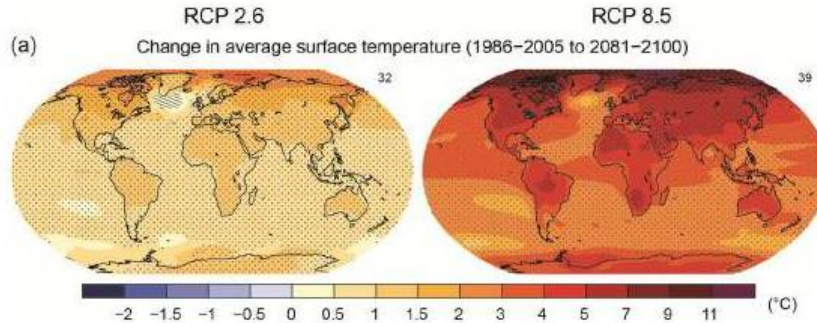 RCP 2.6 RCP 8.5
(a) Change in average surface temperature (1986−2005 to 2081−2100)
32 39
−2 −1.5 −1 −0.5 0 0.5 1 1.5 2 3 4 5 7 9 11 (°C)